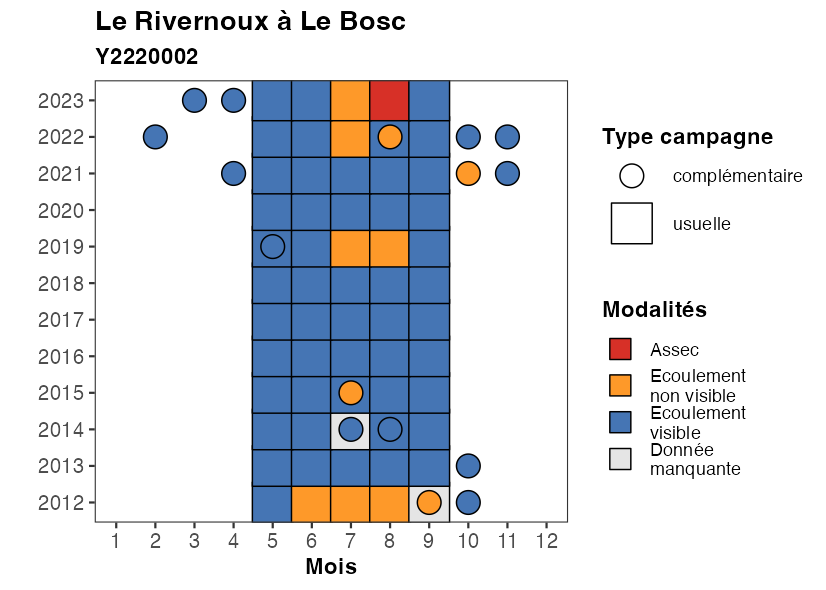 Le Rivernoux à Le Bosc
Y2220002
2023
2022
2021
2020
2019
2018
2017
2016
2015
2014
2013
2012
1 2 3 4 5 6 7 8 9 10 11 12
Mois
Type campagne
complémentaire
usuelle
Modalités
Assec
Ecoulement
non visible
Ecoulement
visible
Donnée
manquante